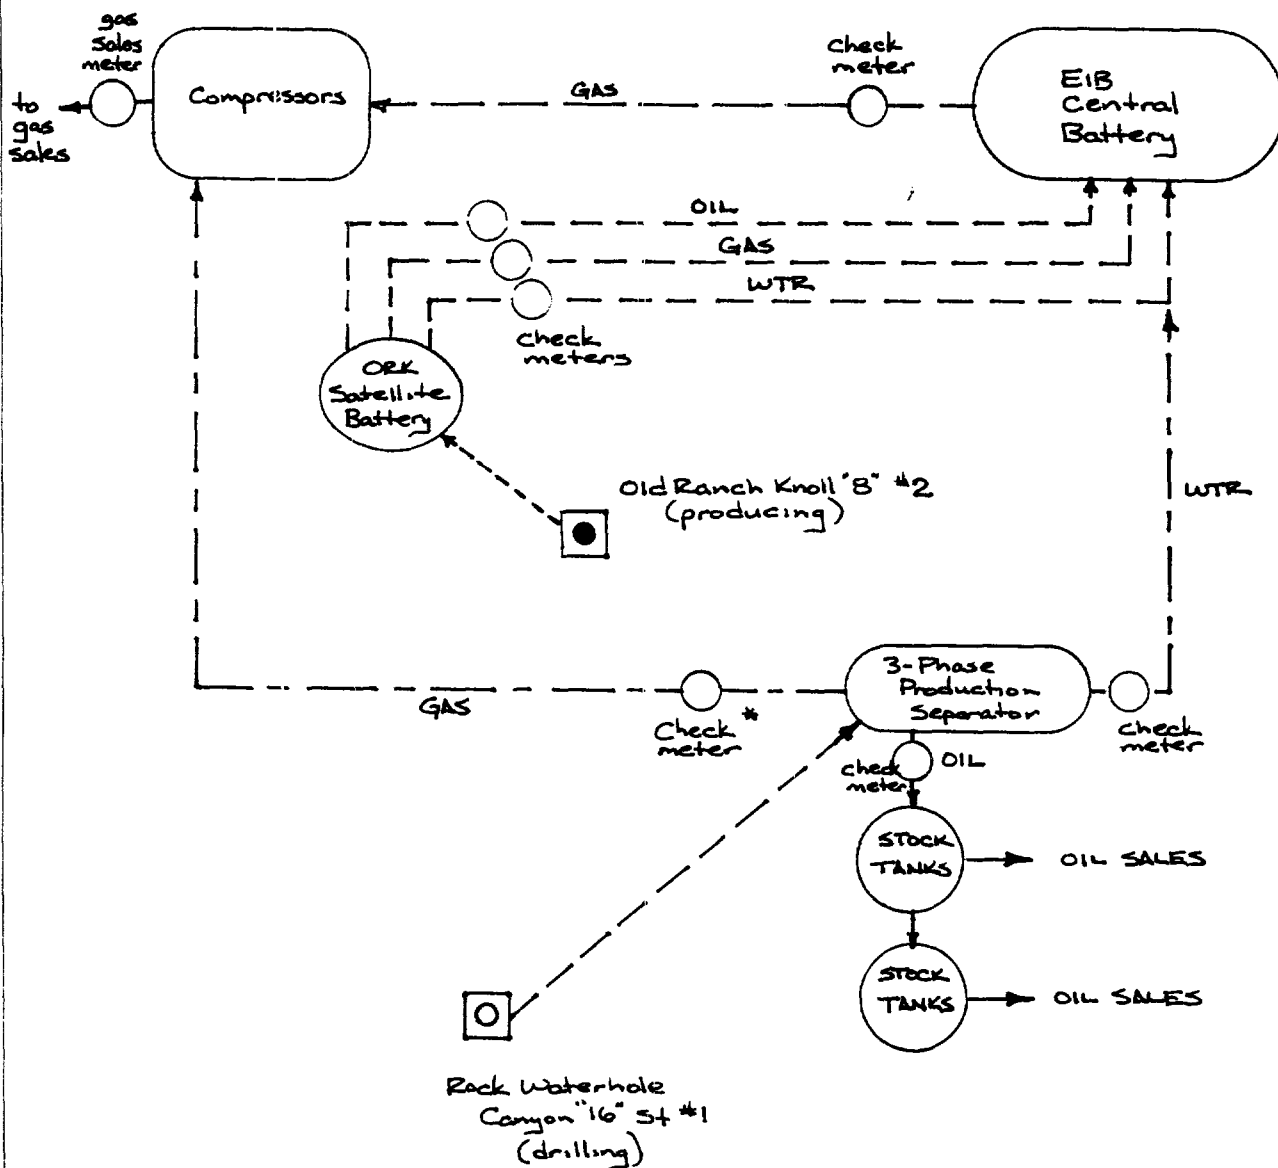 gas
sales
meter
to
gas
sales
Compressors
GAS
check
meter
EIB
Central
Battery
OIL
GAS
WTR
check
meters
ORK
Satellite
Battery
Old Ranch Knoll "8" #2
(producing)
WTR
GAS
Check *
meter
3-Phase
Production
Separator
check
meter
check
meter
OIL
STOCK
TANKS
OIL SALES
STOCK
TANKS
OIL SALES
Rock Waterhole
Canyon "16" St #1
(drilling)